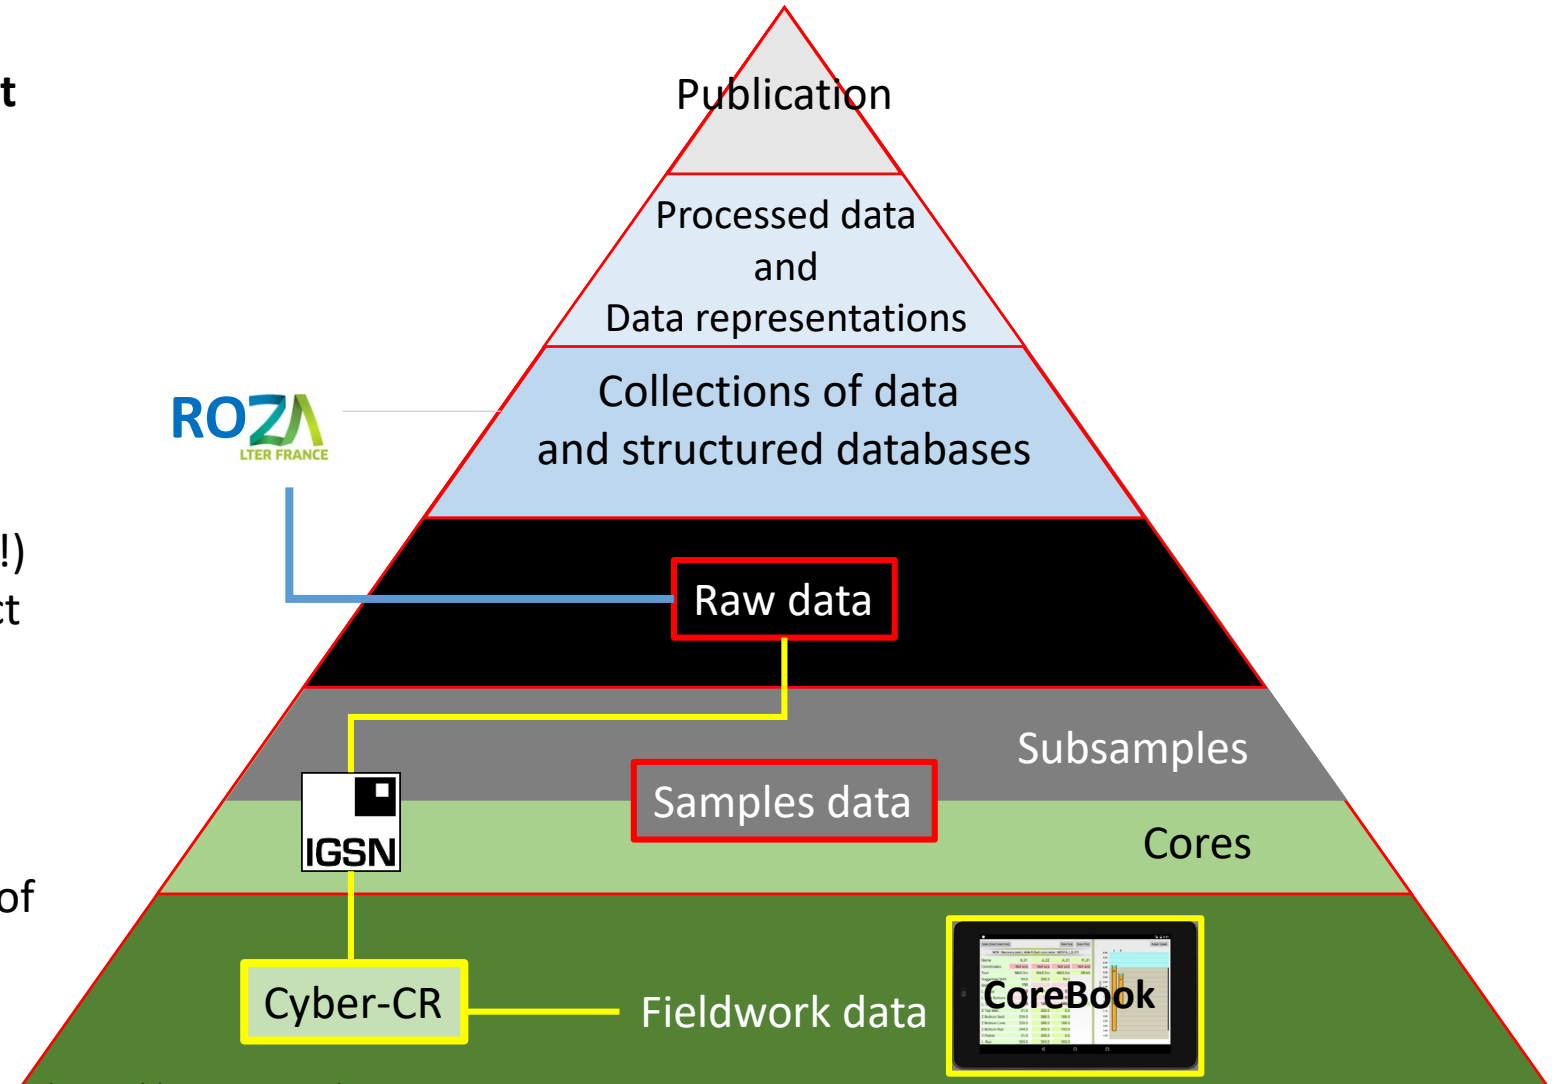 t
Publication
Processed data
and
Data representations
Collections of data
and structured databases
ROZA
LTER FRANCE
!)
Raw data
ct
Subsamples
Samples data
Cores
IGSN
of
Cyber-CR
Fieldwork data
CoreBook